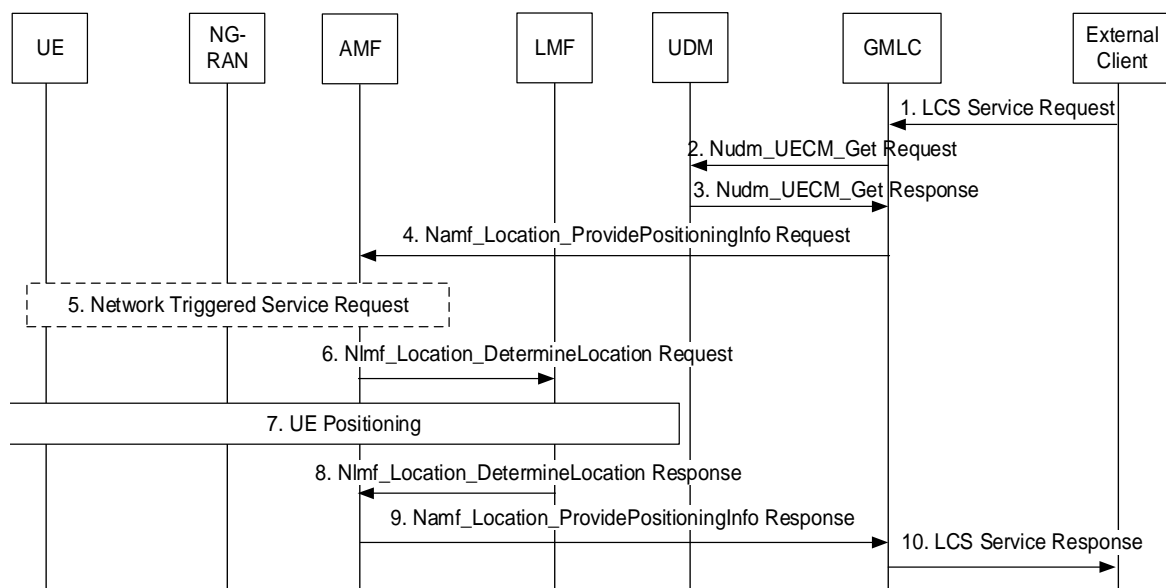 UE
NG-
RAN
AMF
LMF
UDM
GMLC
External
Client
1. LCS Service Request
2. Nudm_UECM_Get Request
3. Nudm_UECM_Get Response
4. Namf_Location_ProvidePositioningInfo Request
5. Network Triggered Service Request
6. Nlmf_Location_DetermineLocation Request
7. UE Positioning
8. Nlmf_Location_DetermineLocation Response
9. Namf_Location_ProvidePositioningInfo Response
10. LCS Service Response